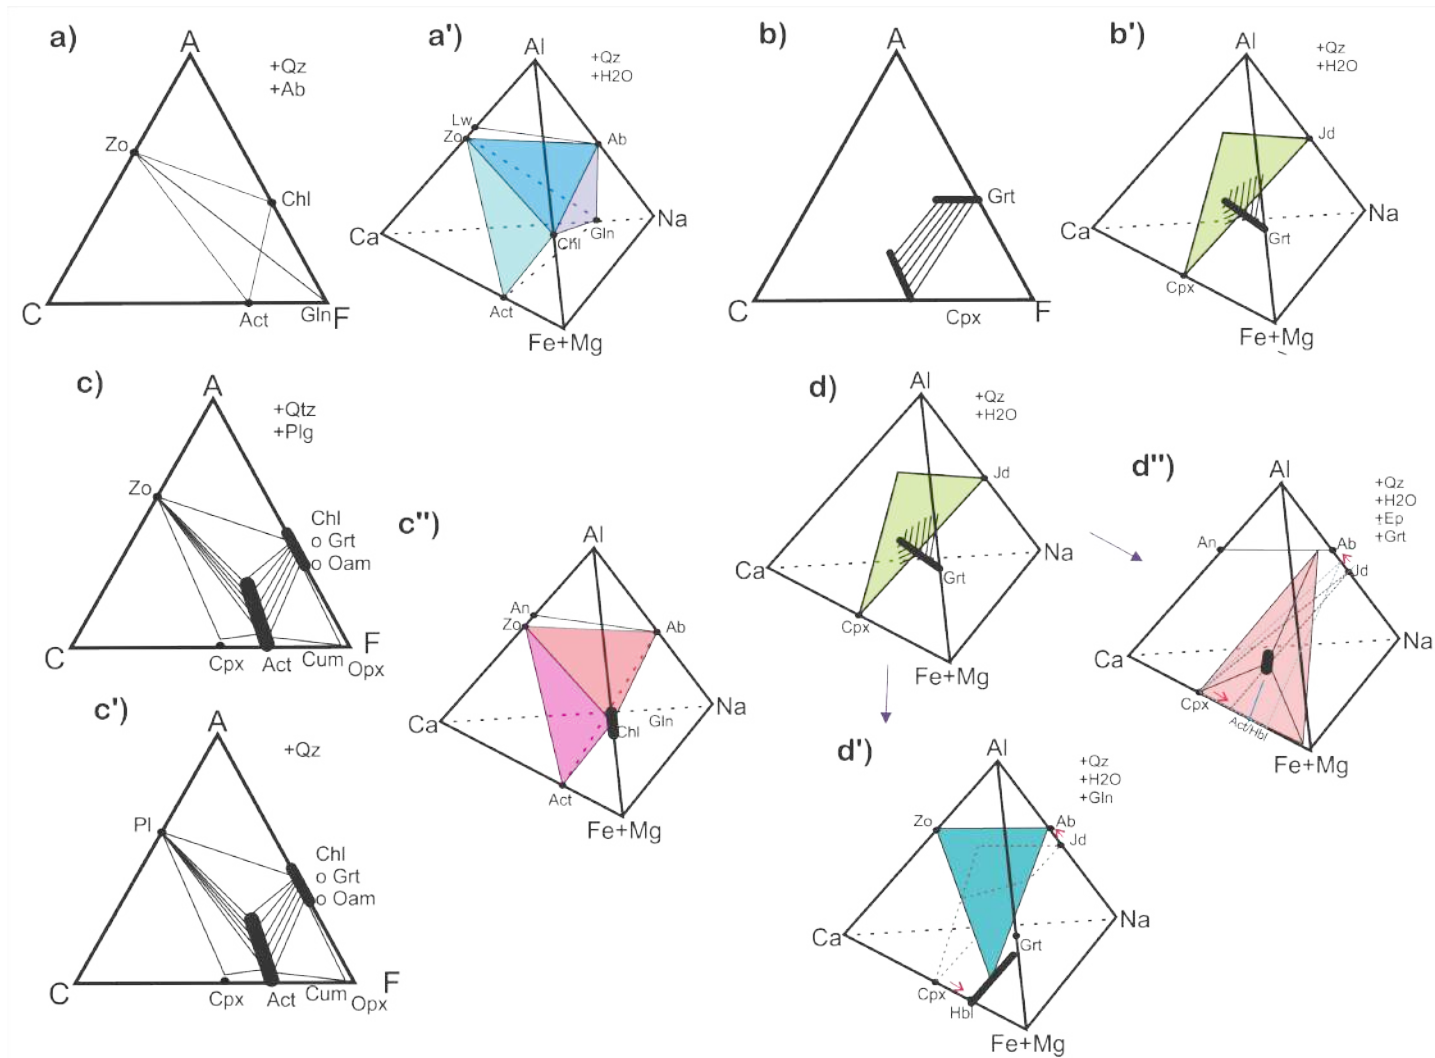 a)
A
+Qz
+Ab
Zo
Chl
C
Act
Gln
F
a')
Al
+Qz
+H2O
Lw
Zo
Ab
Ca
Na
Chl
Gln
Act
Fe+Mg
b)
A
Grt
C
Cpx
F
b')
Al
+Qz
+H2O
Jd
Ca
Na
Grt
Cpx
Fe+Mg
c)
A
+Qtz
+Plg
Zo
Chl
o Grt
o Oam
C
Cpx
Act
Cum
F
Opx
c')
A
+Qz
Pl
Chl
o Grt
o Oam
C
Cpx
Act
Cum
F
Opx
c'')
Al
An
Zo
Ab
Ca
Na
Gln
Chl
Act
Fe+Mg
d)
Al
+Qz
+H2O
Jd
Ca
Na
Grt
Cpx
Fe+Mg
d'')
Al
+Qz
+H2O
+Ep
+Grt
An
Ab
Jd
Ca
Na
Cpx
Act/Hbl
Fe+Mg
d')
Al
+Qz
+H2O
+Gln
Zo
Ab
Jd
Ca
Na
Grt
Cpx
Hbl
Fe+Mg